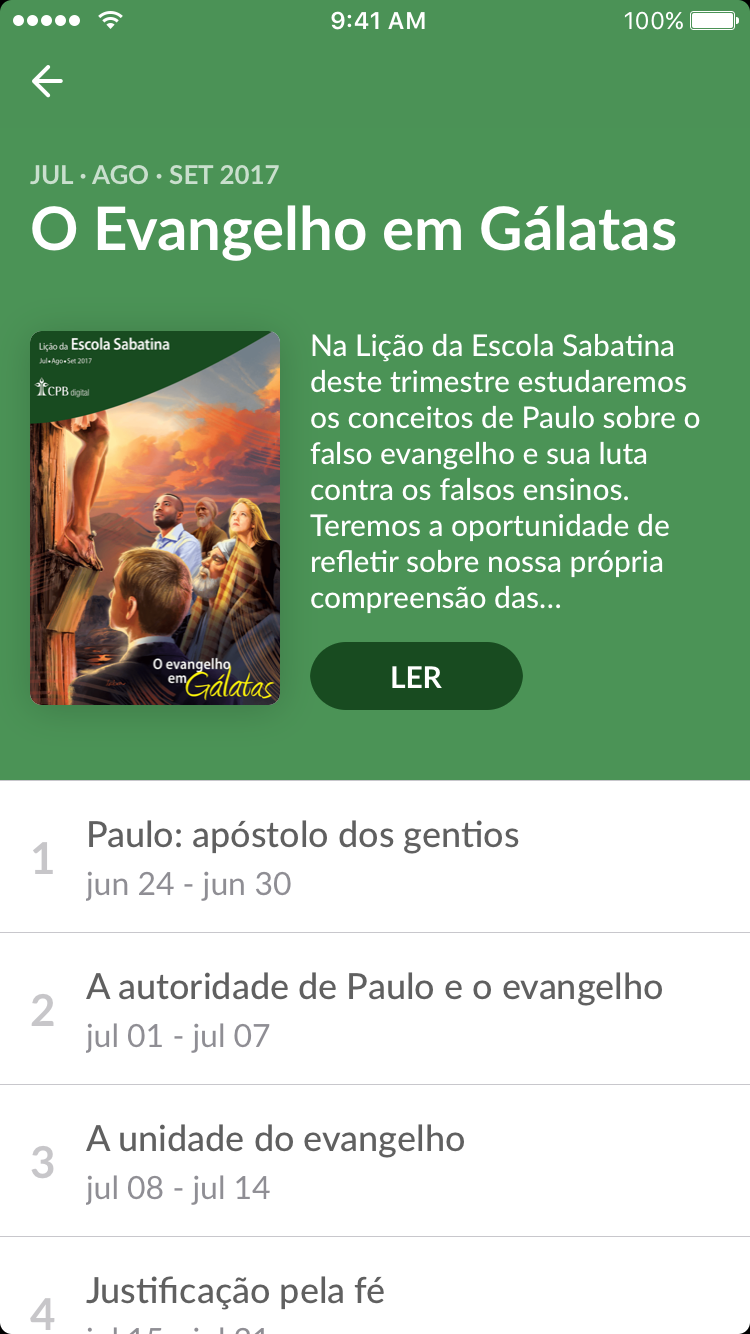 9:41 AM 100%
JUL · AGO · SET 2017
O Evangelho em Gálatas
Lição da Escola Sabatina
Jul•Ago•Set 2017
CPB digital
O evangelho
em Gálatas
Na Lição da Escola Sabatina
deste trimestre estudaremos
os conceitos de Paulo sobre o
falso evangelho e sua luta
contra os falsos ensinos.
Teremos a oportunidade de
refletir sobre nossa própria
compreensão das...
LER
1 Paulo: apóstolo dos gentios
jun 24 - jun 30
2 A autoridade de Paulo e o evangelho
jul 01 - jul 07
3 A unidade do evangelho
jul 08 - jul 14
4 Justificação pela fé